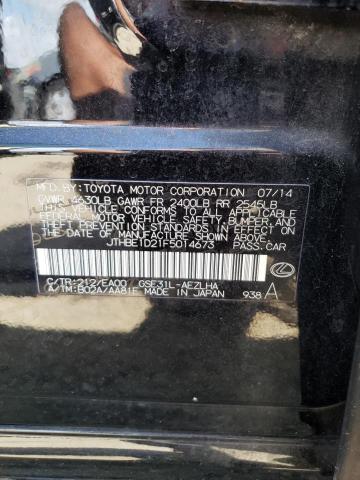 MFD.BY:TOYOTA MOTOR CORPORATION 07/14
GVWR 4630LB GAWR FR 2400LB RR 2545LB
THIS VEHICLE CONFORMS TO ALL APPLICABLE
FEDERAL MOTOR VEHICLE SAFETY, BUMPER, AND
THEFT PREVENTION STANDARDS IN EFFECT ON
THE DATE OF MANUFACTURE SHOWN ABOVE.
JTHBE1D21F5014673 PASS.CAR
C/TR:212/EA00 GSE31L-AEZLHA
A/TM:B02A/AA81E MADE IN JAPAN 938 A